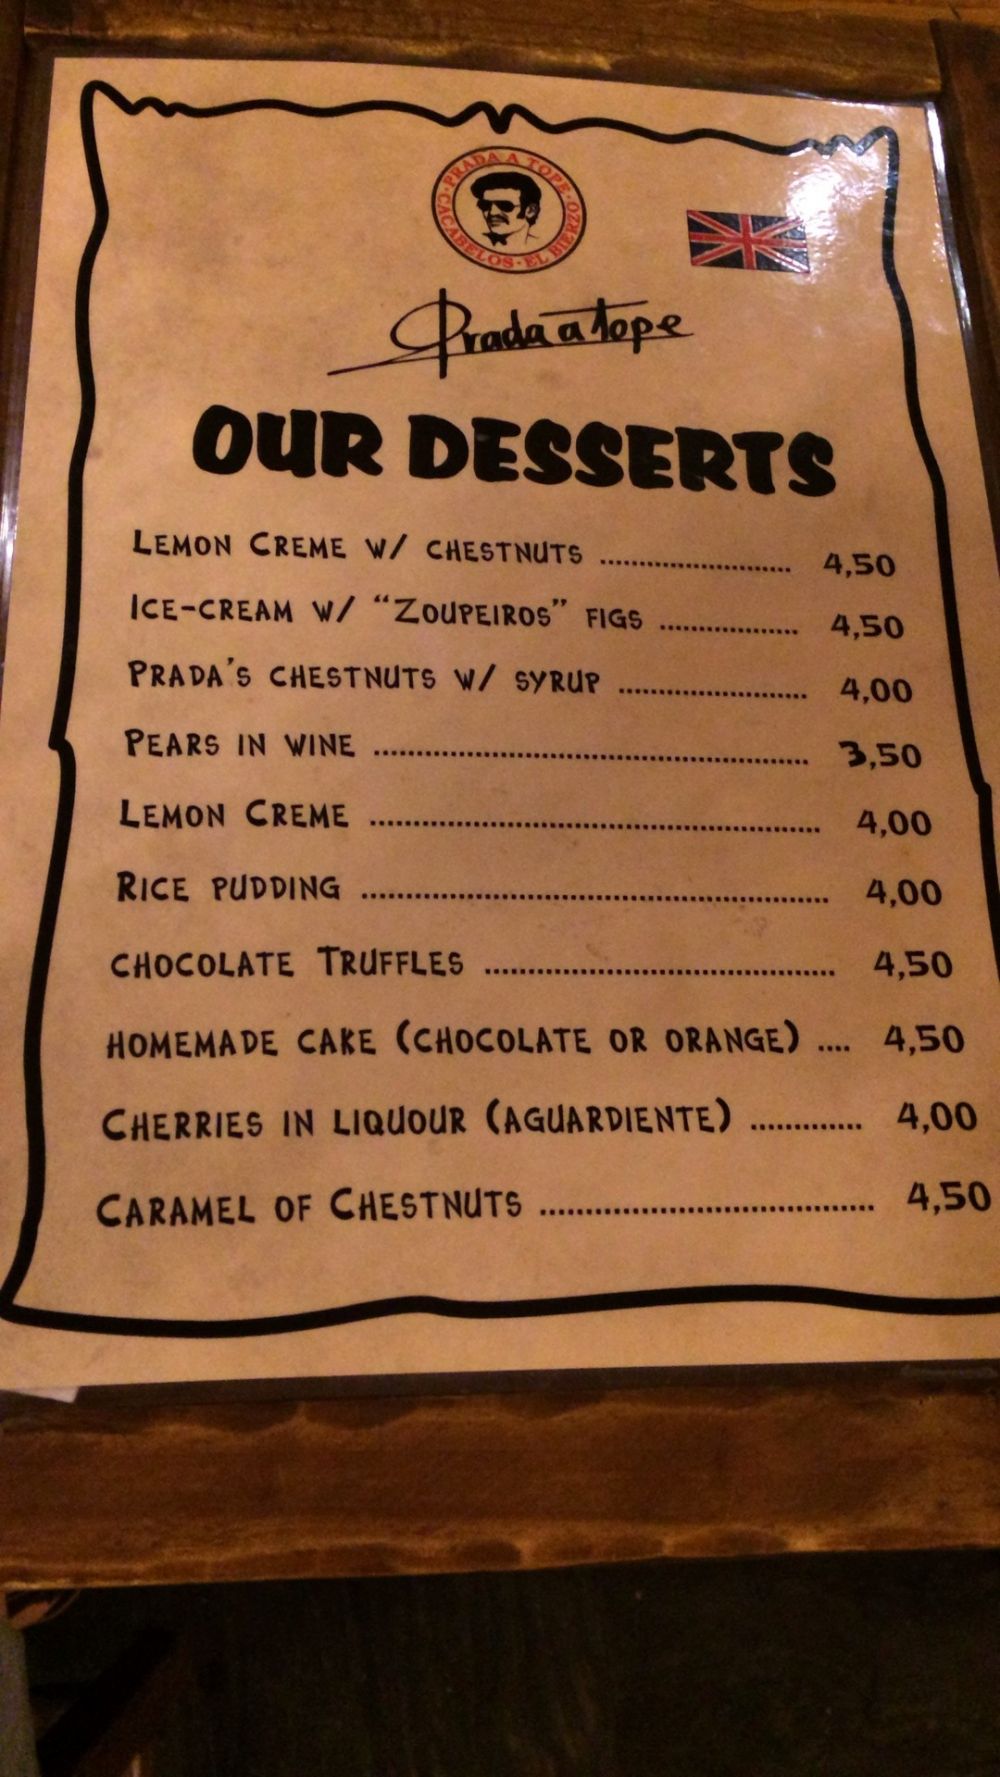 ·PRADA A TOPE·
CACABELOS·EL BIERZO
Prada a Tope
OUR DESSERTS
LEMON CREME W/ CHESTNUTS ........................ 4,50
ICE-CREAM W/ “ZOUPEIROS” FIGS .................. 4,50
PRADA'S CHESTNUTS W/ SYRUP ........................ 4,00
PEARS IN WINE ........................................................ 3,50
LEMON CREME ......................................................... 4,00
RICE PUDDING ......................................................... 4,00
CHOCOLATE TRUFFLES .......................................... 4,50
HOMEMADE CAKE (CHOCOLATE OR ORANGE) .... 4,50
CHERRIES IN LIQUOUR (AGUARDIENTE) ............. 4,00
CARAMEL OF CHESTNUTS ..................................... 4,50